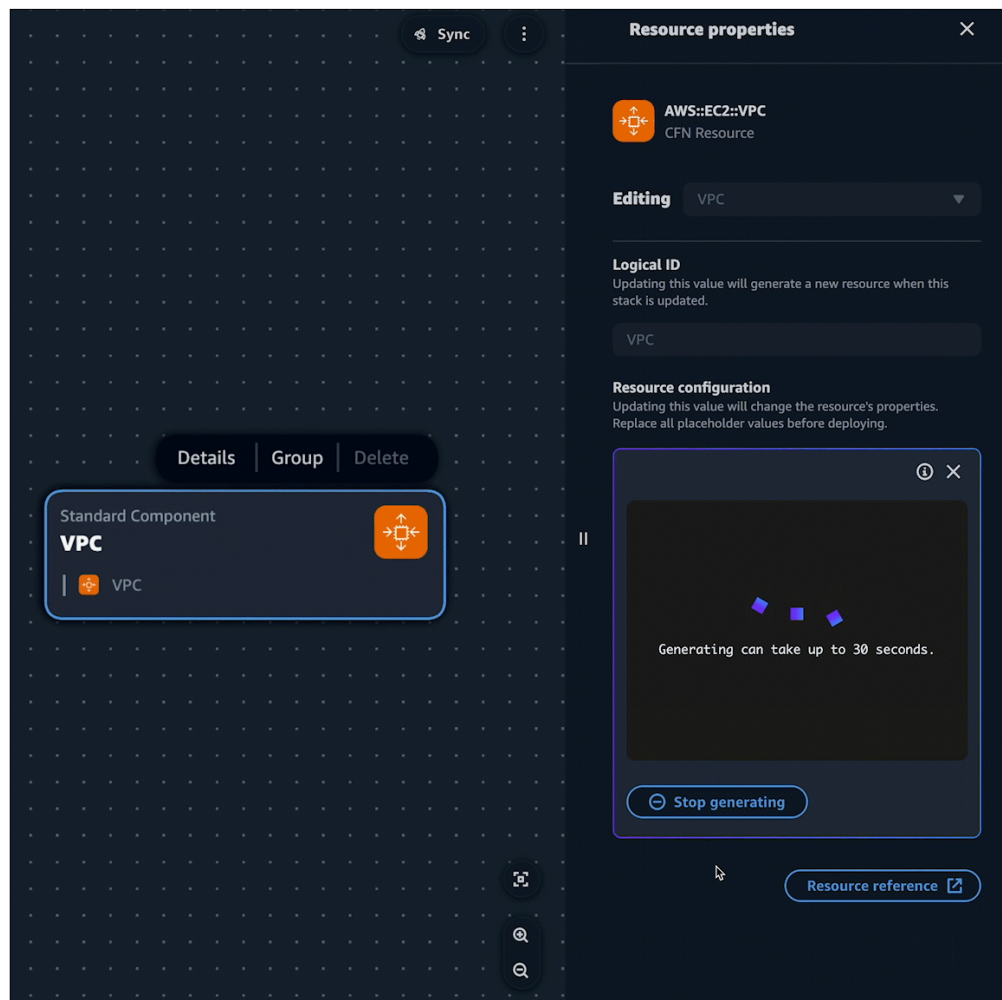 Sync
Resource properties
AWS::EC2::VPC
CFN Resource
Editing
VPC
Logical ID
Updating this value will generate a new resource when this
stack is updated.
VPC
Resource configuration
Updating this value will change the resource's properties.
Replace all placeholder values before deploying.
Details Group Delete
Standard Component
VPC
VPC
Generating can take up to 30 seconds.
Stop generating
Resource reference